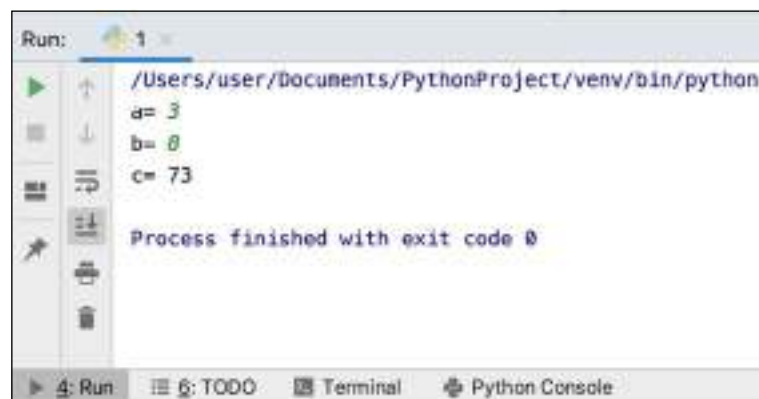 Run: 1
/Users/user/Documents/PythonProject/venv/bin/python
a= 3
b=
c= 73
Process finished with exit code 0
4: Run 6: TODO Terminal Python Console